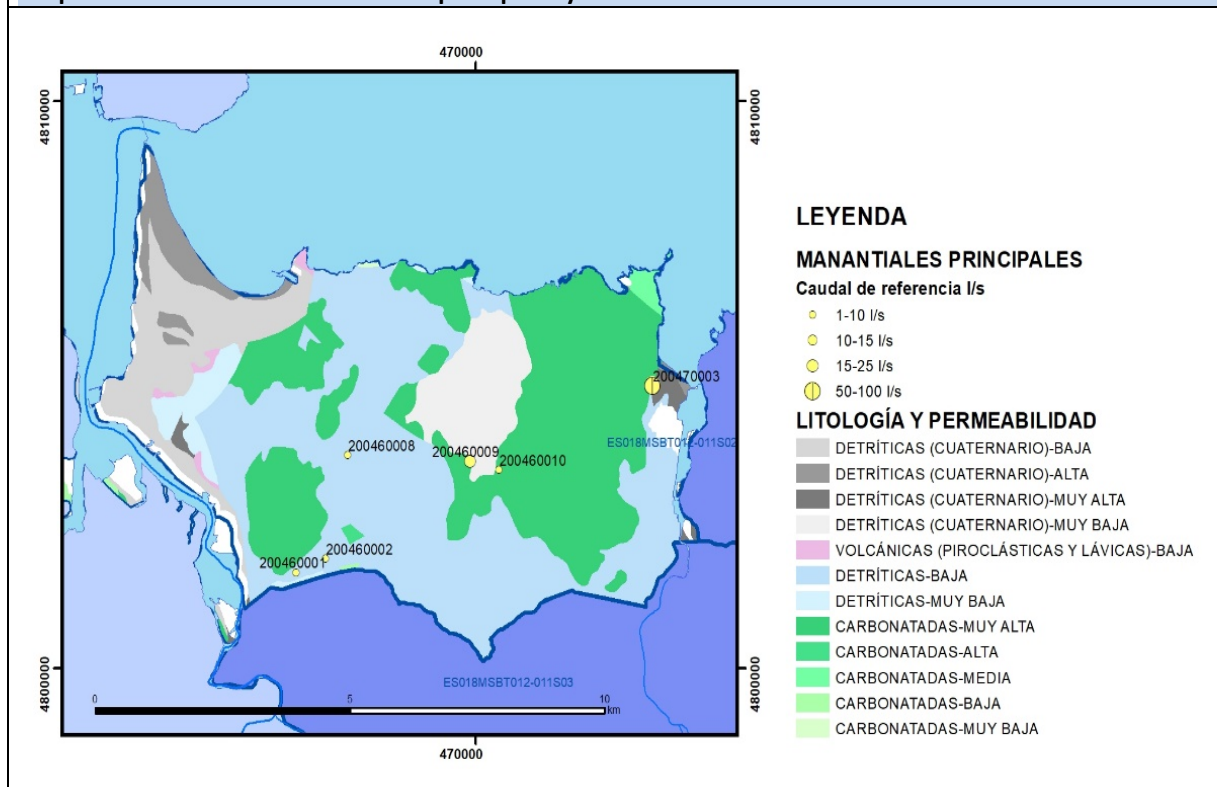 470000
4810000
4810000
LEYENDA
MANANTIALES PRINCIPALES
Caudal de referencia l/s
1-10 l/s
10-15 l/s
15-25 l/s
50-100 l/s
LITOLOGÍA Y PERMEABILIDAD
DETRÍTICAS (CUATERNARIO)-BAJA
DETRÍTICAS (CUATERNARIO)-ALTA
DETRÍTICAS (CUATERNARIO)-MUY ALTA
DETRÍTICAS (CUATERNARIO)-MUY BAJA
VOLCÁNICAS (PIROCLÁSTICAS Y LÁVICAS)-BAJA
DETRÍTICAS-BAJA
DETRÍTICAS-MUY BAJA
CARBONATADAS-MUY ALTA
CARBONATADAS-ALTA
CARBONATADAS-MEDIA
CARBONATADAS-BAJA
CARBONATADAS-MUY BAJA
200470003
ES018MSBT012-011S02
200460008
200460009
200460010
200460002
200460001
ES018MSBT012-011S03
4800000
4800000
0 5 10
km
470000